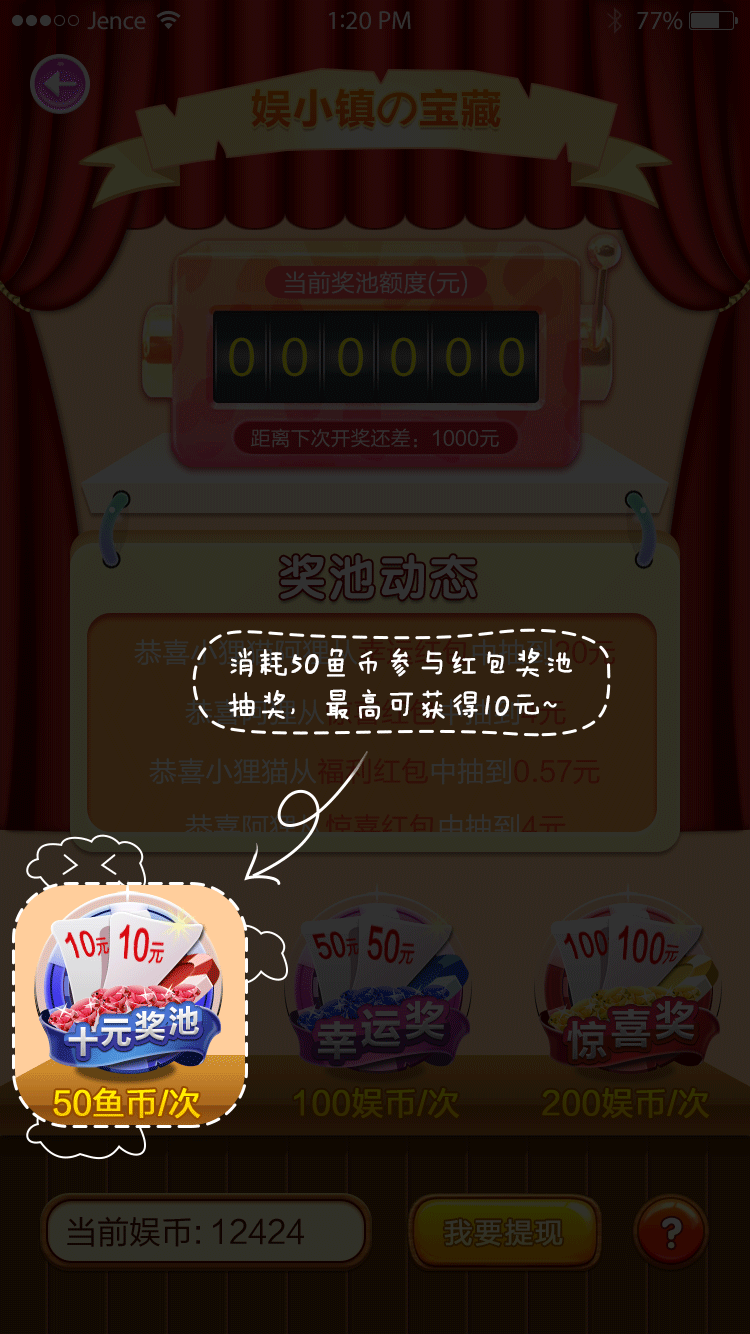 Jence
1:20 PM
77%
娱小镇の宝藏
当前奖池额度(元)
000000
距离下次开奖还差：1000元
奖池动态
消耗50鱼币参与红包奖池
抽奖，最高可获得10元~
恭喜小狸猫从福利红包中抽到0.57元
恭喜阿狸从惊喜红包中抽到4元
10元 10元
十元奖池
50鱼币/次
50元 50元
幸运奖
100娱币/次
100 100元
惊喜奖
200娱币/次
当前娱币: 12424
我要提现
?